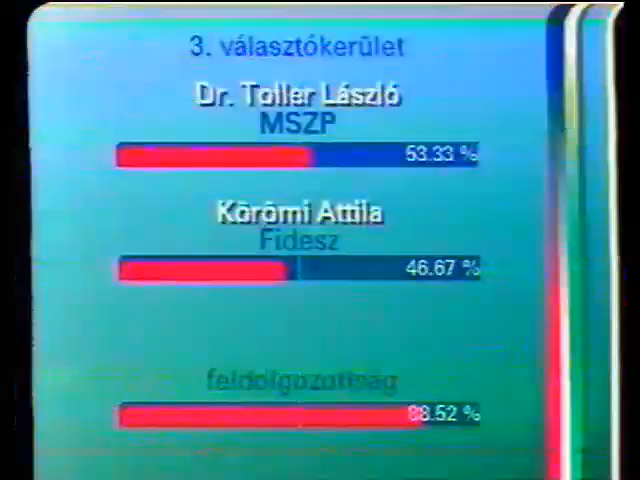 3. választókerület
Dr. Toller László
MSZP
53.33 %
Körömi Attila
Fidesz
46.67 %
feldolgozottság
88.52 %